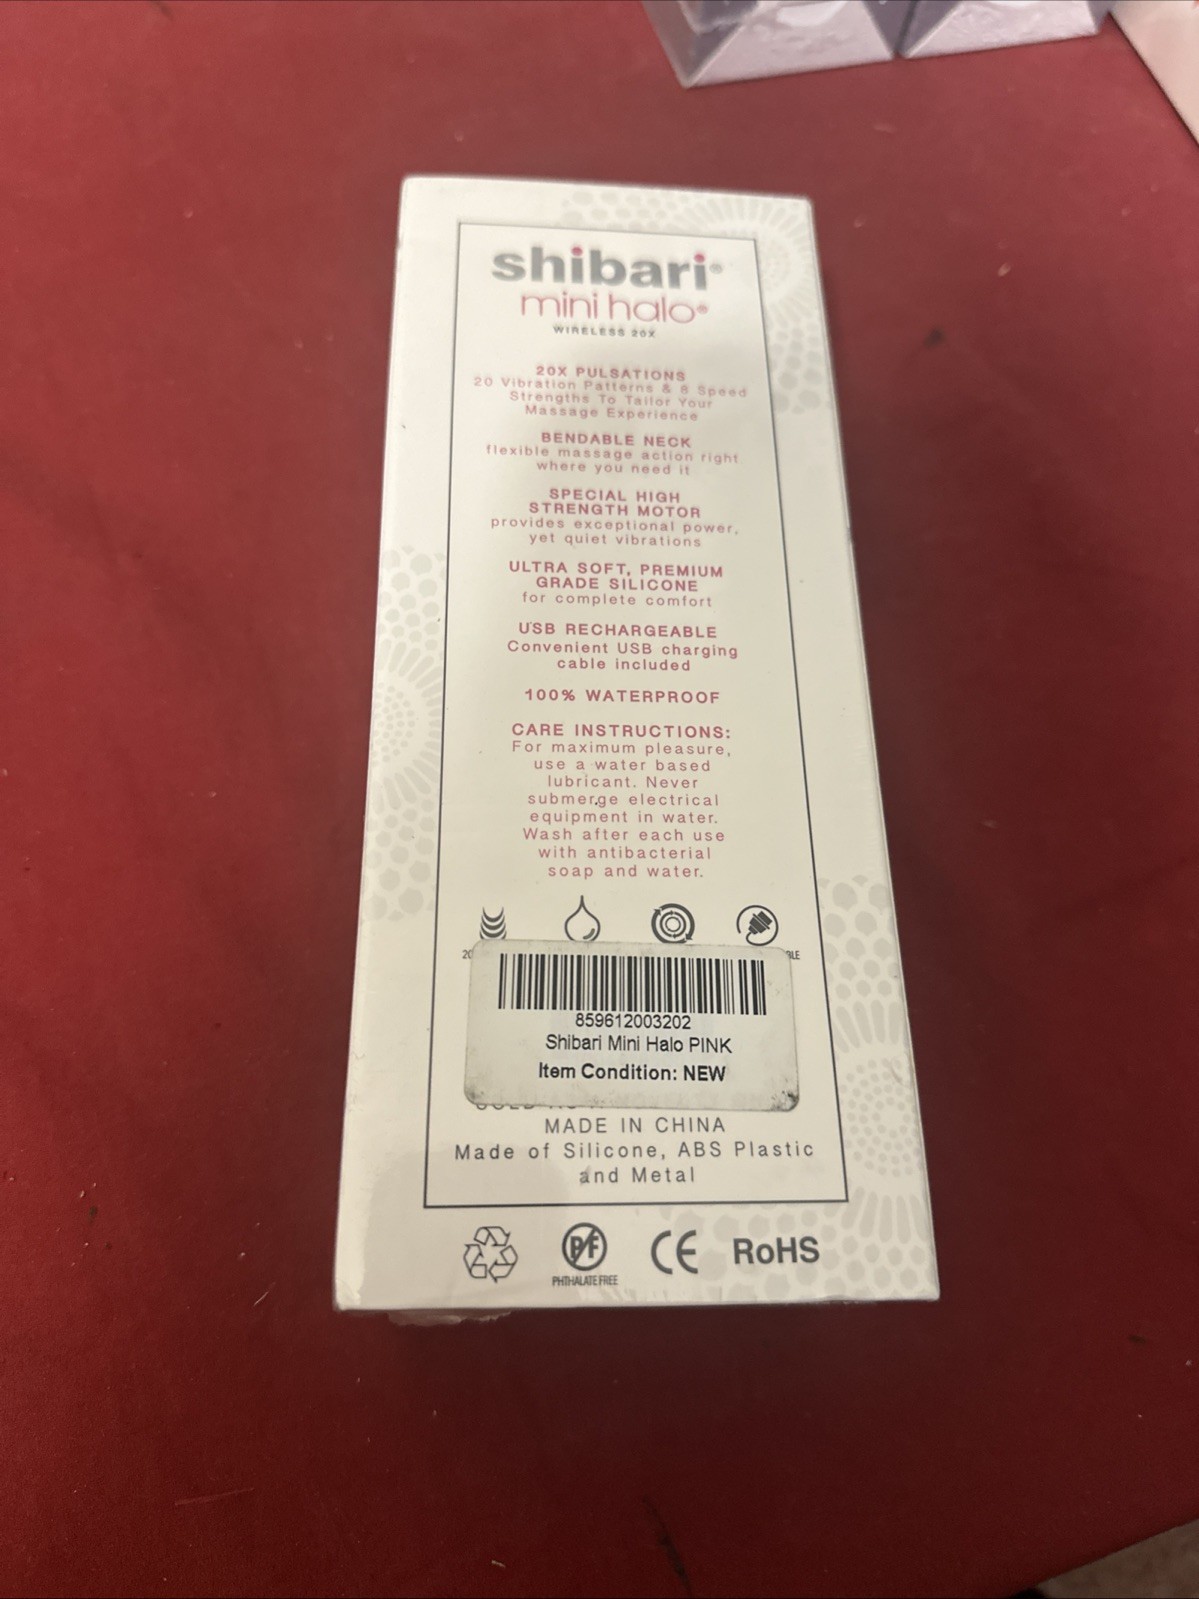 shibari®
mini halo®
WIRELESS 20X
20X PULSATIONS
20 Vibration Patterns & 8 Speed
Strengths To Tailor Your
Massage Experience
BENDABLE NECK
flexible massage action right
where you need it
SPECIAL HIGH
STRENGTH MOTOR
provides exceptional power,
yet quiet vibrations
ULTRA SOFT, PREMIUM
GRADE SILICONE
for complete comfort
USB RECHARGEABLE
Convenient USB charging
cable included
100% WATERPROOF
CARE INSTRUCTIONS:
For maximum pleasure,
use a water based
lubricant. Never
submerge electrical
equipment in water.
Wash after each use
with antibacterial
soap and water.
859612003202
Shibari Mini Halo PINK
Item Condition: NEW
MADE IN CHINA
Made of Silicone, ABS Plastic
and Metal
PF
PHTHALATE FREE
CE
RoHS